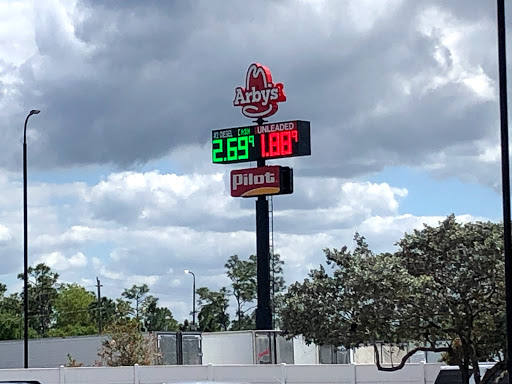 Arby's
#2 DIESEL CASH UNLEADED
2.69⁹ 1.88⁹
Pilot